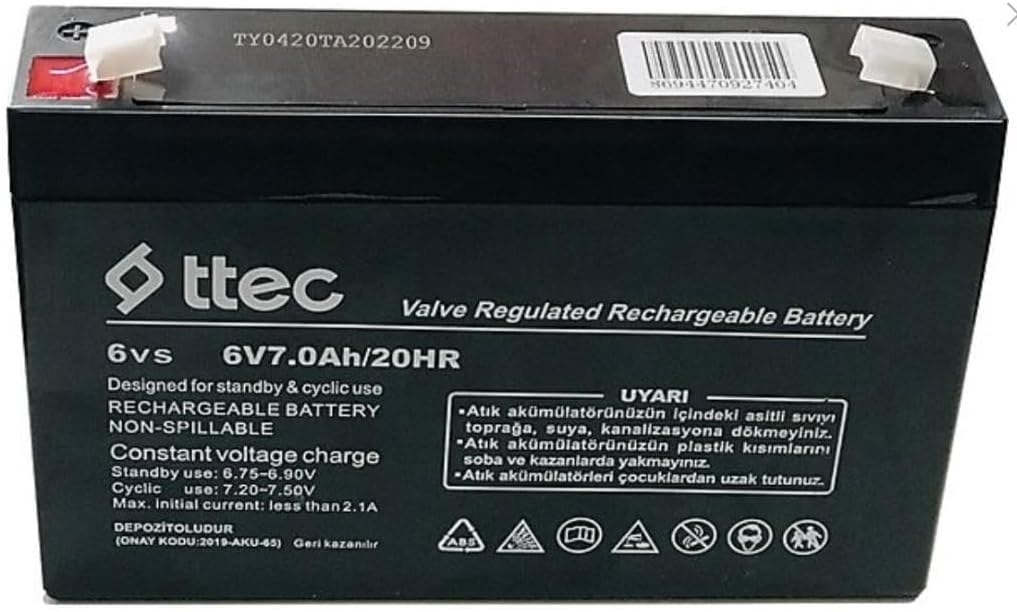 TY0420TA202209
8694470927404
ttec
Valve Regulated Rechargeable Battery
6vs 6V7.0Ah/20HR
Designed for standby & cyclic use
RECHARGEABLE BATTERY
NON-SPILLABLE
Constant voltage charge
Standby use: 6.75~6.90V
Cyclic use: 7.20~7.50V
Max. initial current: less than 2.1A
DEPOZİTOLUDUR
(ONAY KODU:2019-AKU-65) Geri kazanılır
UYARI
•Atık akümülatörünüzün içindeki asitli sıvıyı
toprağa, suya, kanalizasyona dökmeyiniz.
•Atık akümülatörünüzün plastik kısımlarını
soba ve kazanlarda yakmayınız.
•Atık akümülatörleri çocuklardan uzak tutunuz.
ABS